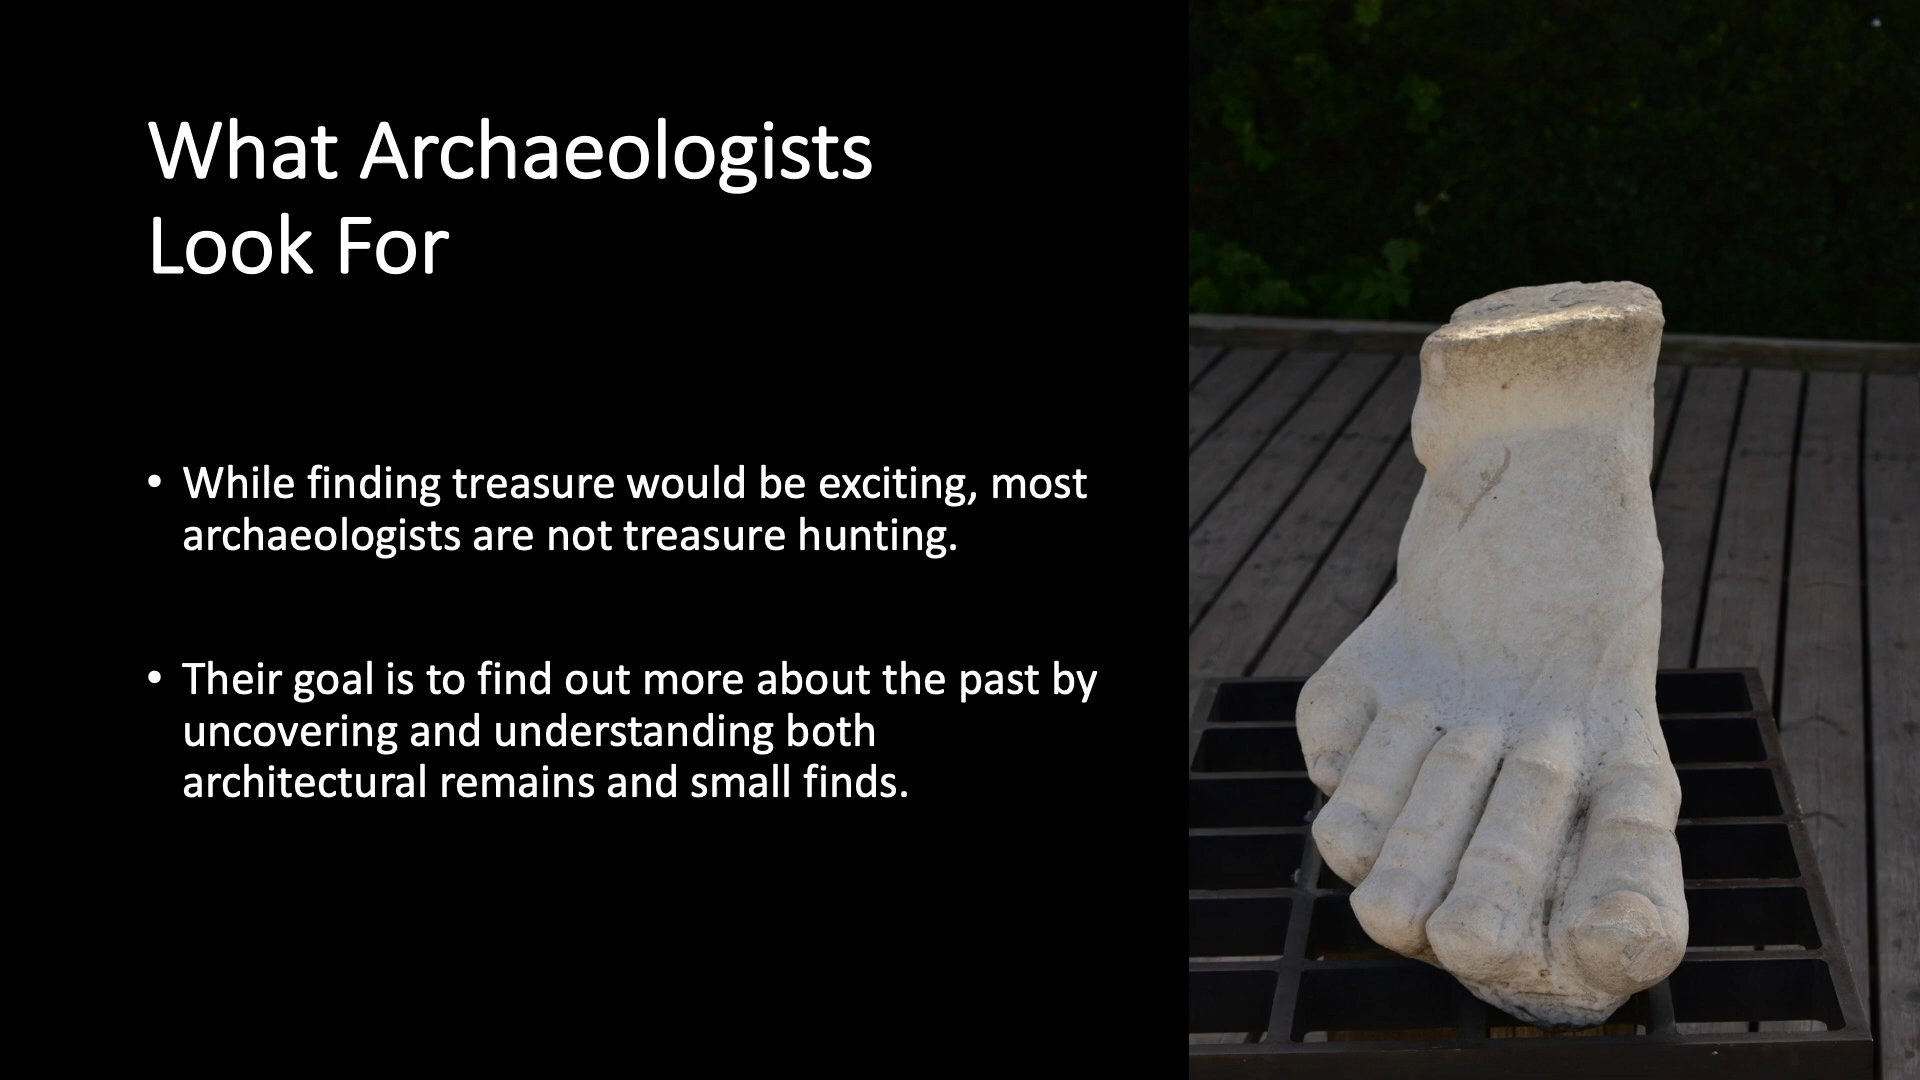 What Archaeologists
Look For
• While finding treasure would be exciting, most
archaeologists are not treasure hunting.
• Their goal is to find out more about the past by
uncovering and understanding both
architectural remains and small finds.